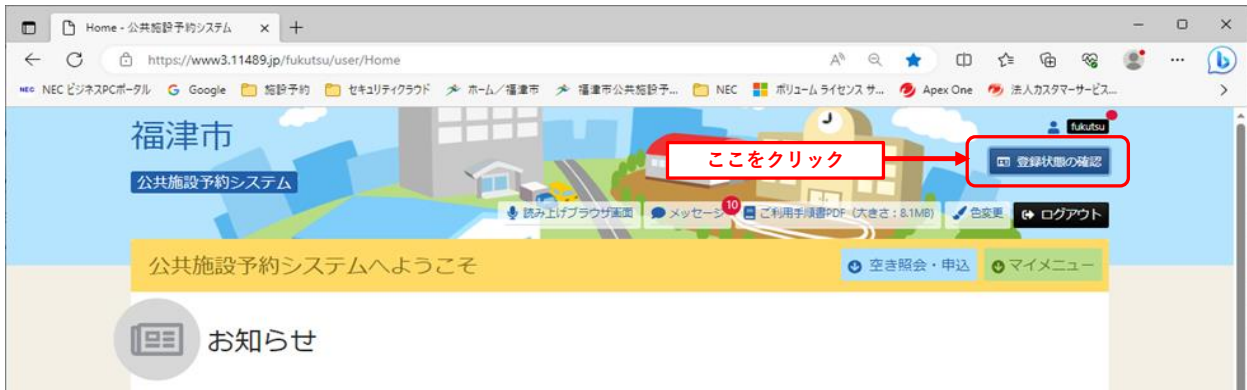 Home - 公共施設予約システム
https://www3.11489.jp/fukutsu/user/Home
NEC NEC ビジネスPCポータル Google 施設予約 セキュリティクラウド ホーム／福津市 福津市公共施設予... NEC ボリューム ライセンス サ... Apex One 法人カスタマーサービス...
福津市
fukutsu
ここをクリック
登録状態の確認
公共施設予約システム
読み上げブラウザ画面 メッセージ 10 ご利用手順書PDF（大きさ：8.1MB） 色変更 ログアウト
公共施設予約システムへようこそ
空き照会・申込 マイメニュー
お知らせ